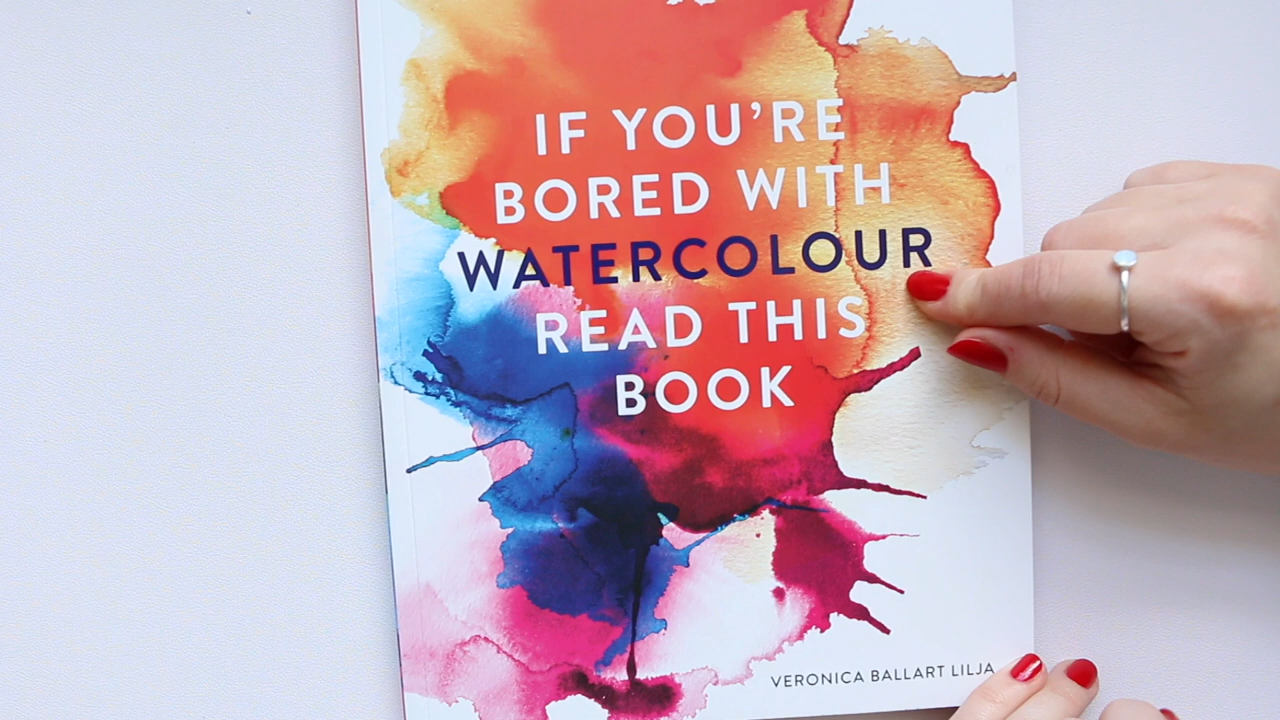 IF YOU'RE
BORED WITH
WATERCOLOUR
READ THIS
BOOK
VERONICA BALLART LILJA